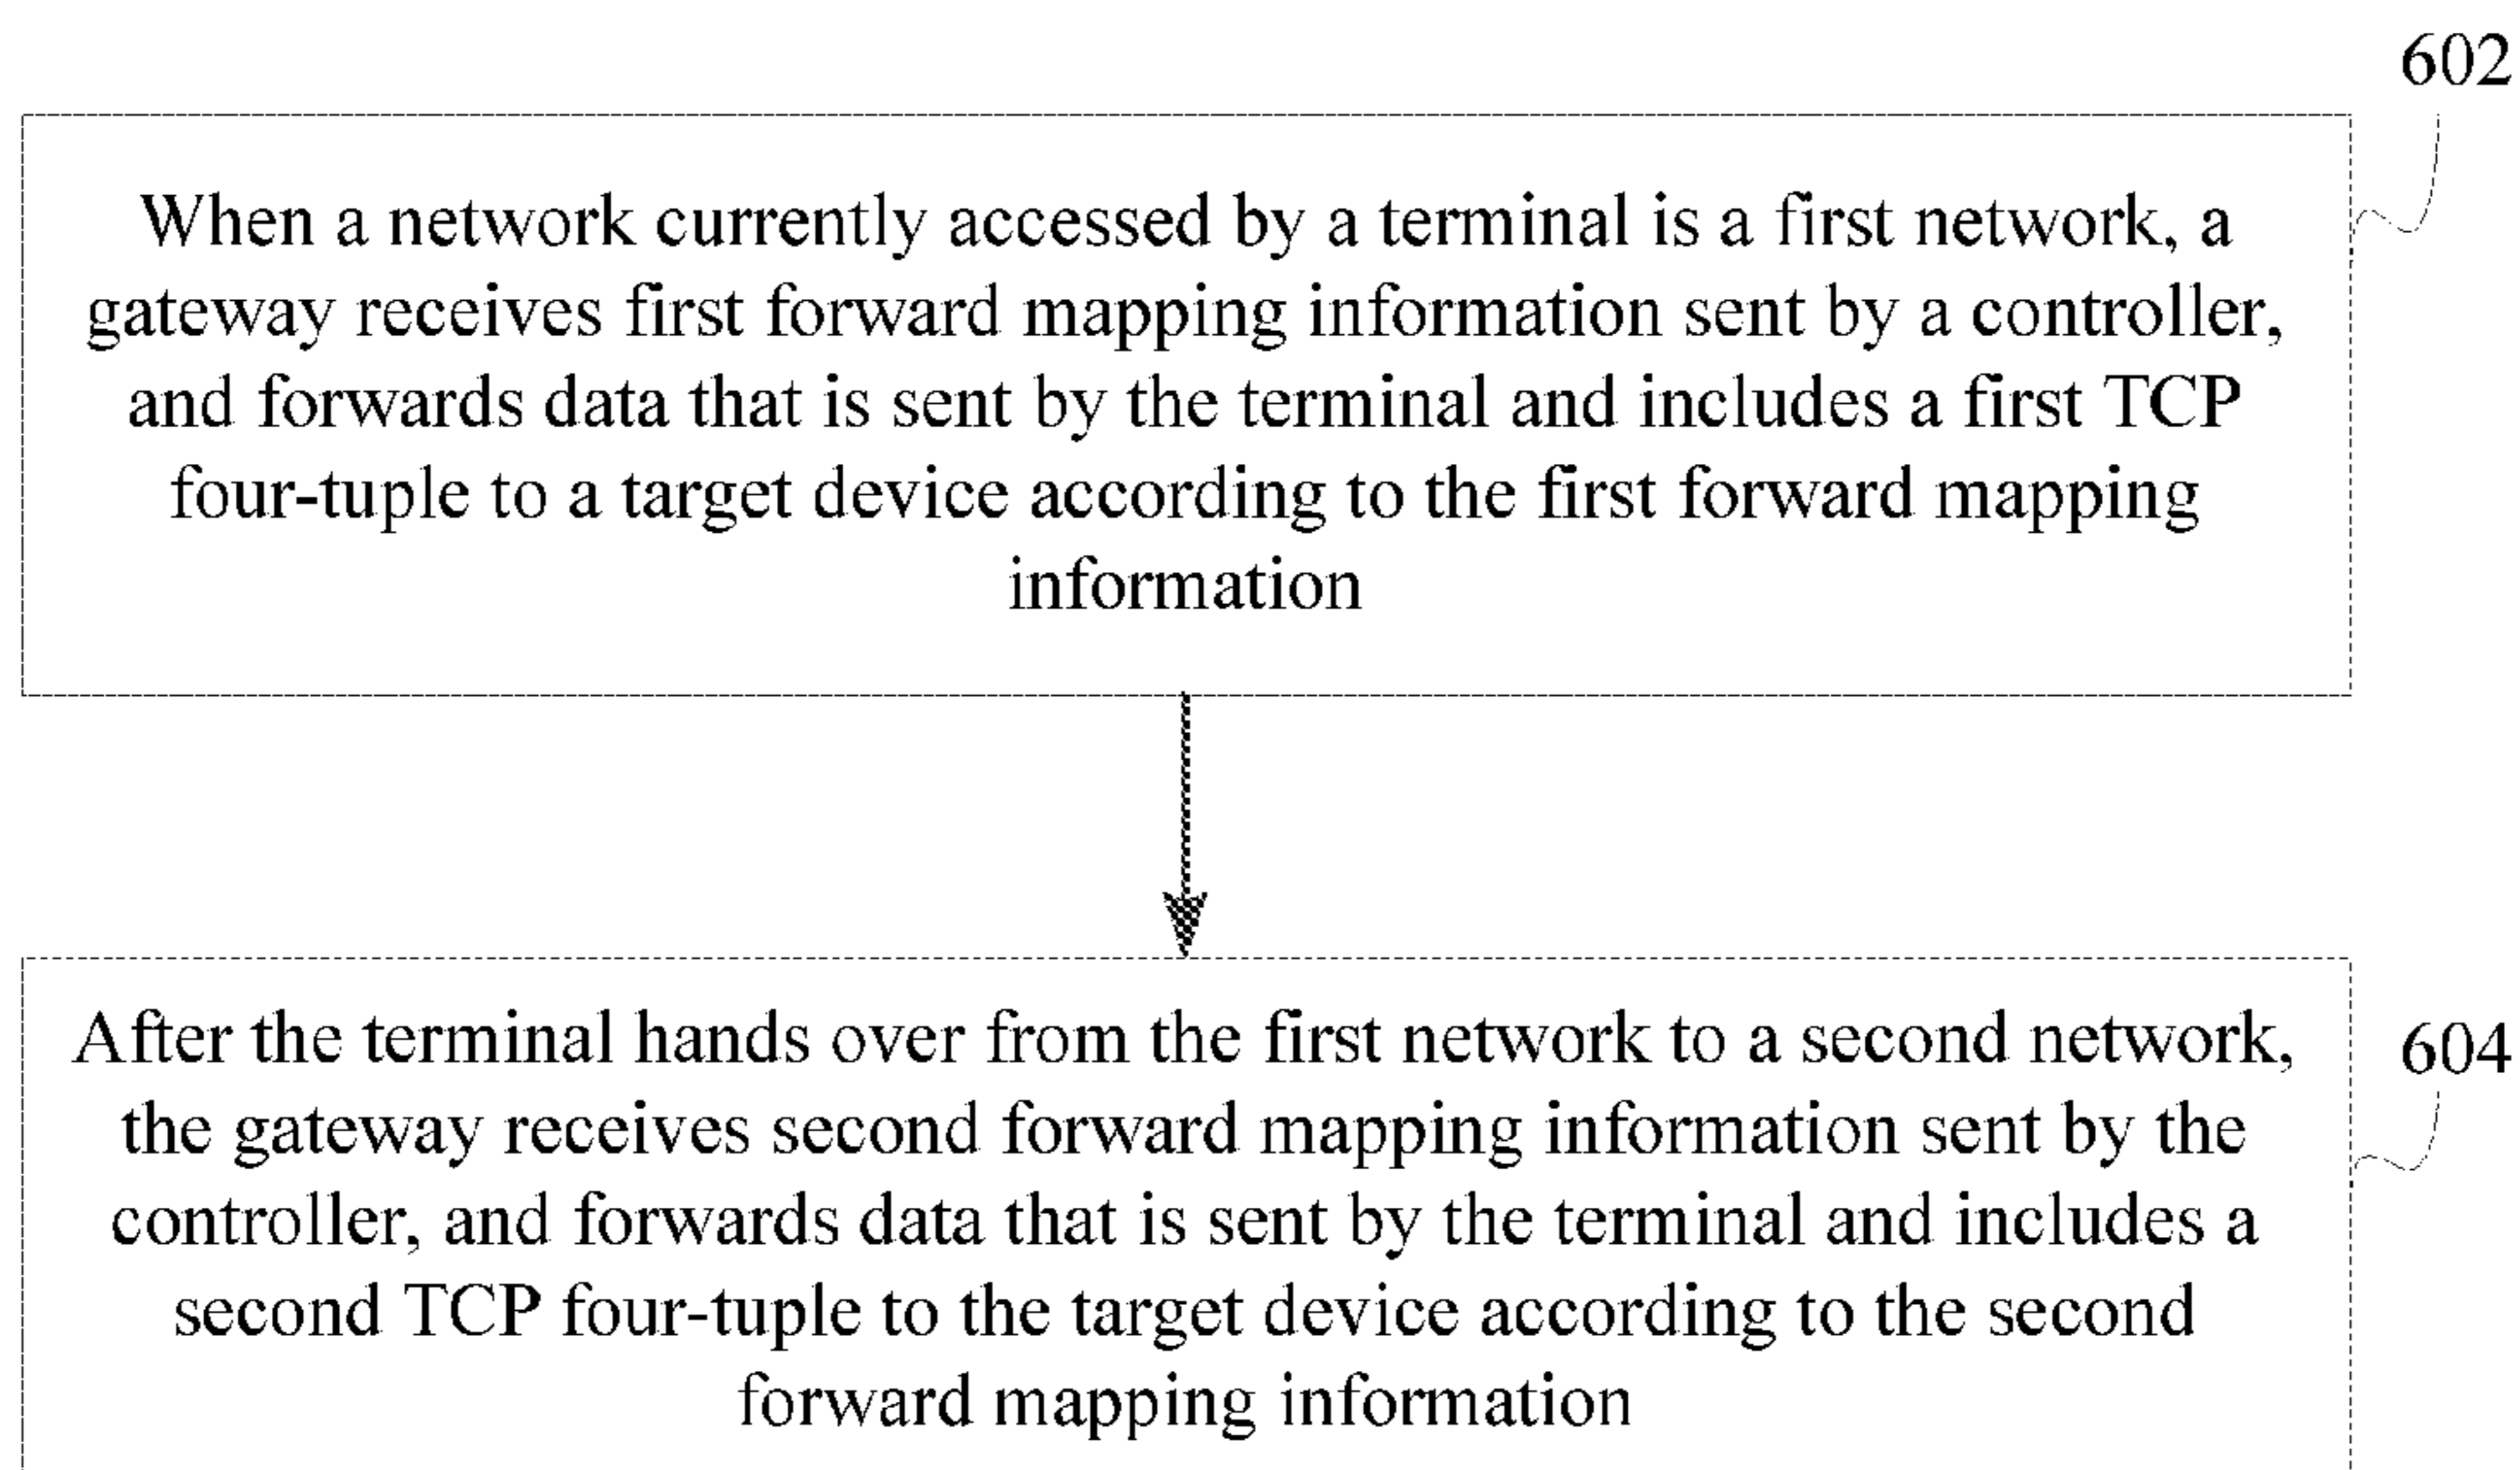 602
When a network currently accessed by a terminal is a first network, a
gateway receives first forward mapping information sent by a controller,
and forwards data that is sent by the terminal and includes a first TCP
four-tuple to a target device according to the first forward mapping
information
After the terminal hands over from the first network to a second network,
604
the gateway receives second forward mapping information sent by the
controller, and forwards data that is sent by the terminal and includes a
second TCP four-tuple to the target device according to the second
forward mapping information